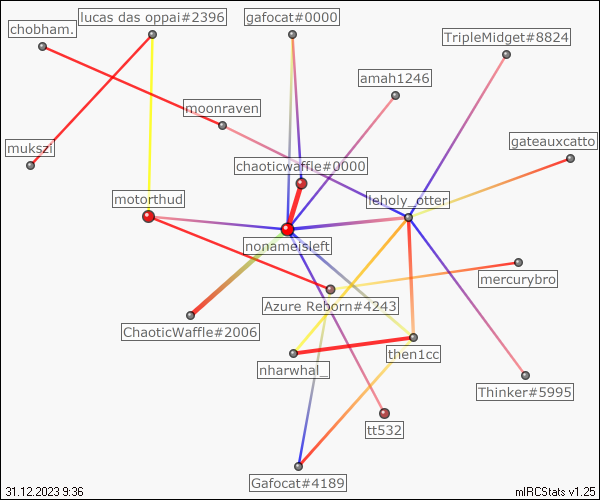 lucas das oppai#2396
gafocat#0000
chobham.
TripleMidget#8824
amah1246
moonraven
gateauxcatto
mukszi
chaoticwaffle#0000
motorthud
leboly_otter
nonameisleft
mercurybro
Azure Reborn#4243
ChaoticWaffle#2006
then1cc
nharwhal_
Thinker#5995
tt532
Gafocat#4189
31.12.2023 9:36
mIRCStats v1.25